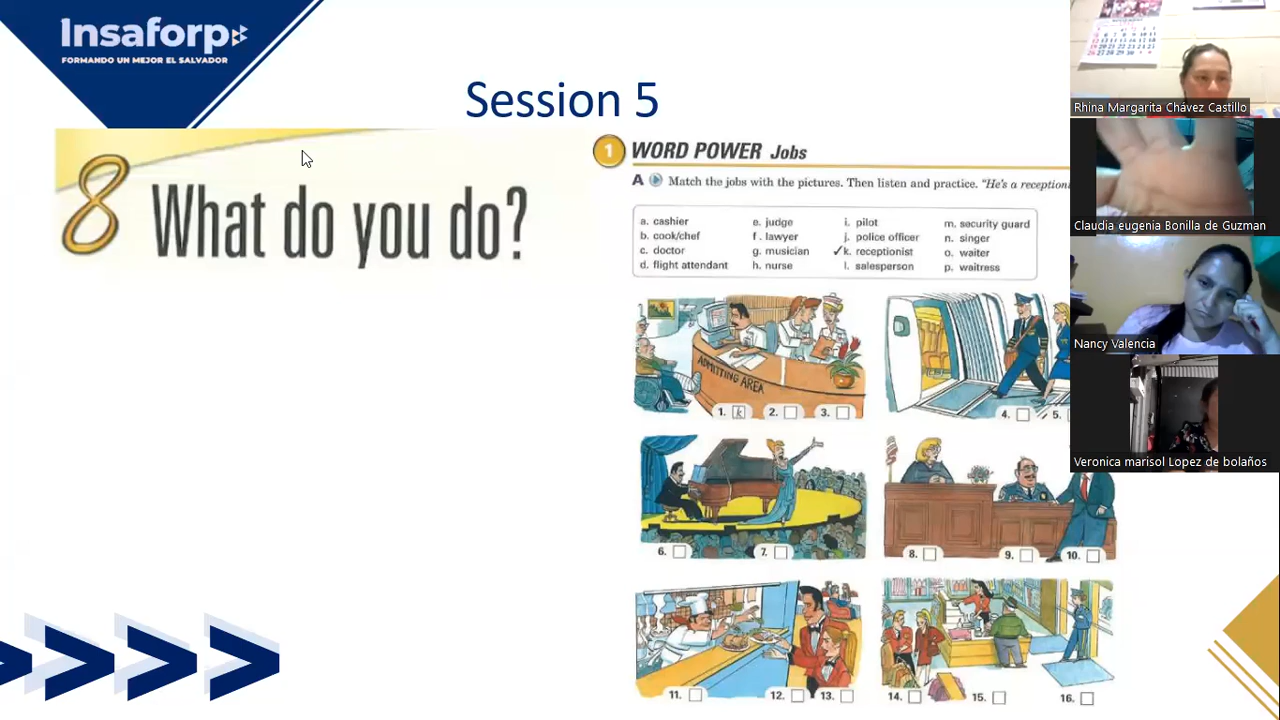 Insaforp
FORMANDO UN MEJOR EL SALVADOR
Session 5
8 What do you do?
1 WORD POWER Jobs
A Match the jobs with the pictures. Then listen and practice. "He's a
a. cashier
b. cook/chef
c. doctor
d. flight attendant
e. judge
f. lawyer
g. musician
h. nurse
i. pilot
j. police officer
✓k. receptionist
l. salesperson
m. security guard
n. singer
o. waiter
p. waitress
ADMITTING AREA
1. k 2. 3.
4. 5.
6. 7.
8. 9. 10.
11. 12. 13.
14. 15. 16.
Rhina Margarita Chávez Castillo
Claudia eugenia Bonilla de Guzman
Nancy Valencia
Veronica marisol Lopez de bolaños